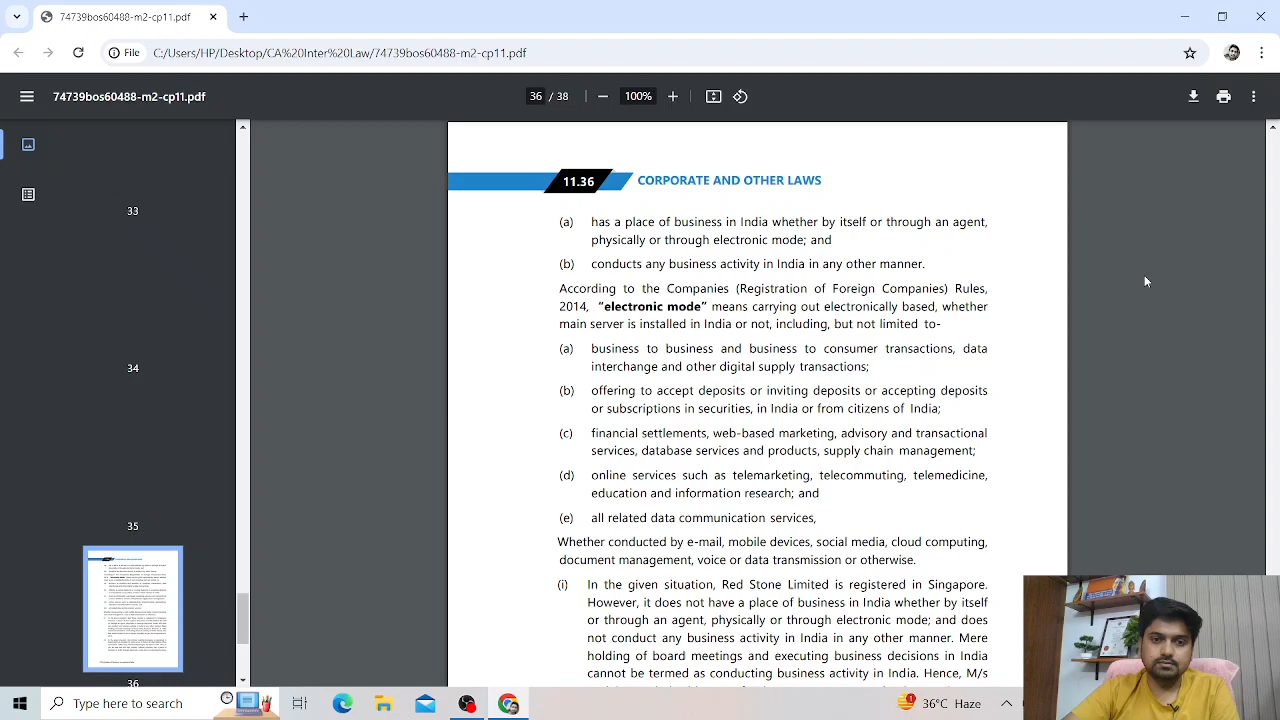 74739bos60488-m2-cp11.pdf
File C:/Users/HP/Desktop/CA%20Inter%20Law/74739bos60488-m2-cp11.pdf
74739bos60488-m2-cp11.pdf
36 / 38
100%
33
34
35
36
11.36 CORPORATE AND OTHER LAWS
(a) has a place of business in India whether by itself or through an agent,
physically or through electronic mode; and
(b) conducts any business activity in India in any other manner.
According to the Companies (Registration of Foreign Companies) Rules,
2014, “electronic mode” means carrying out electronically based, whether
main server is installed in India or not, including, but not limited to-
(a) business to business and business to consumer transactions, data
interchange and other digital supply transactions;
(b) offering to accept deposits or inviting deposits or accepting deposits
or subscriptions in securities, in India or from citizens of India;
(c) financial settlements, web-based marketing, advisory and transactional
services, database services and products, supply chain management;
(d) online services such as telemarketing, telecommuting, telemedicine,
education and information research; and
(e) all related data communication services,
Whether conducted by e-mail, mobile devices, social media, cloud computing,
document management, voice or data transmission or otherwise.
(i) In the given situation, Red Stone Limited is registered in Singapore.
However, it does not have a place of business in India whether by itself
or through an agent, physically or through electronic mode; and does
not conduct any business activity in India in any other manner. Mere
holding of board meetings and executing business decisions in India
cannot be termed as conducting business activity in India. Hence, M/s
Type here to search
36°C Haze